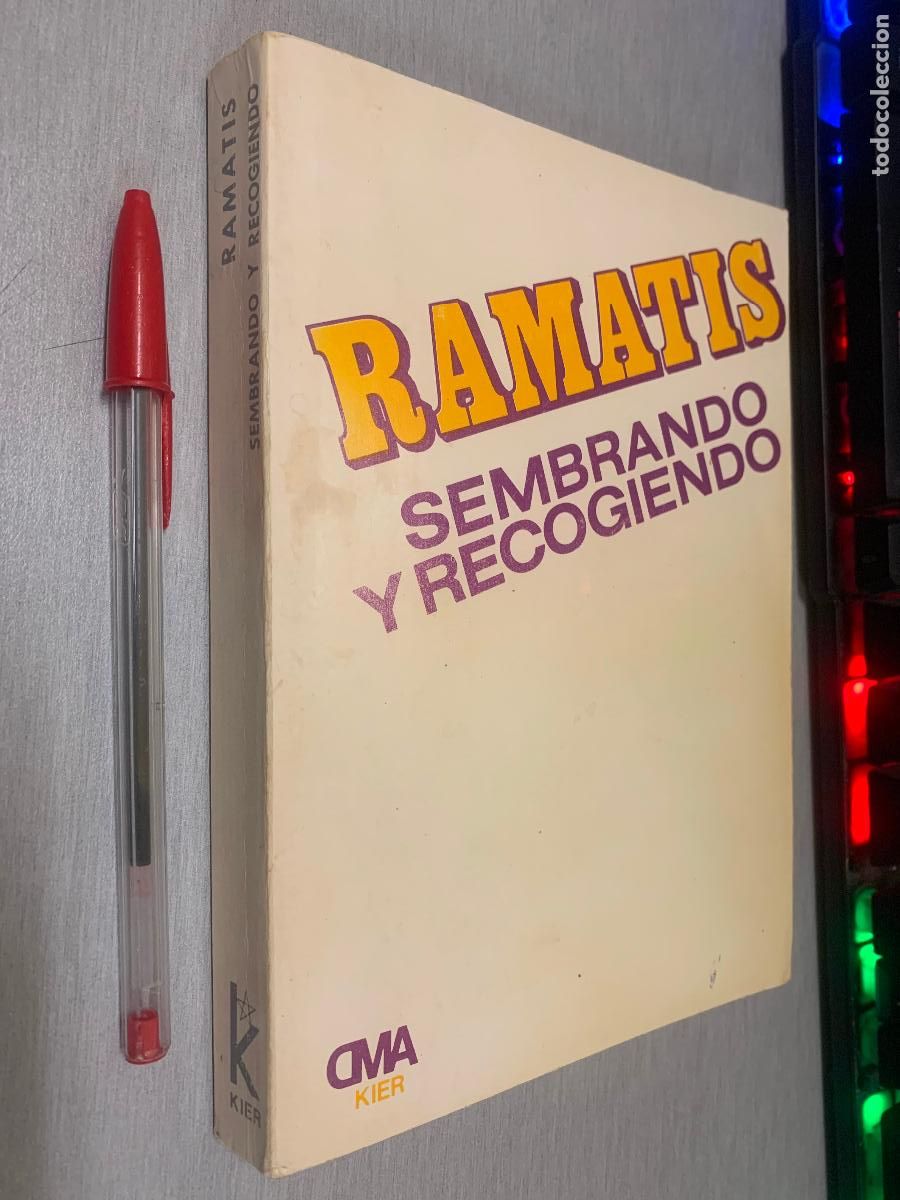 RAMATIS
SEMBRANDO Y RECOGIENDO
KIER
RAMATIS
SEMBRANDO
Y RECOGIENDO
CMA
KIER
todocoleccion